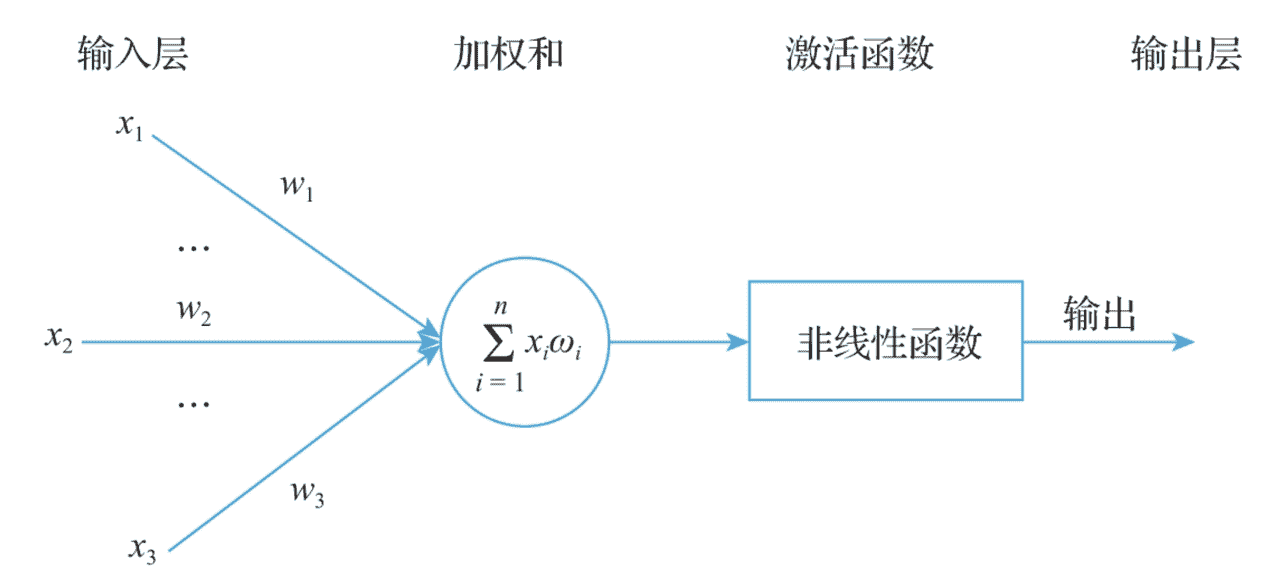 输入层 加权和 激活函数 输出层
x₁
w₁
…
w₂
x₂
n
∑ xᵢωᵢ
i = 1
非线性函数
输出
…
w₃
x₃